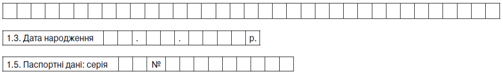 1.3. Дата народження . . р.
1.5. Паспортні дані: серія №